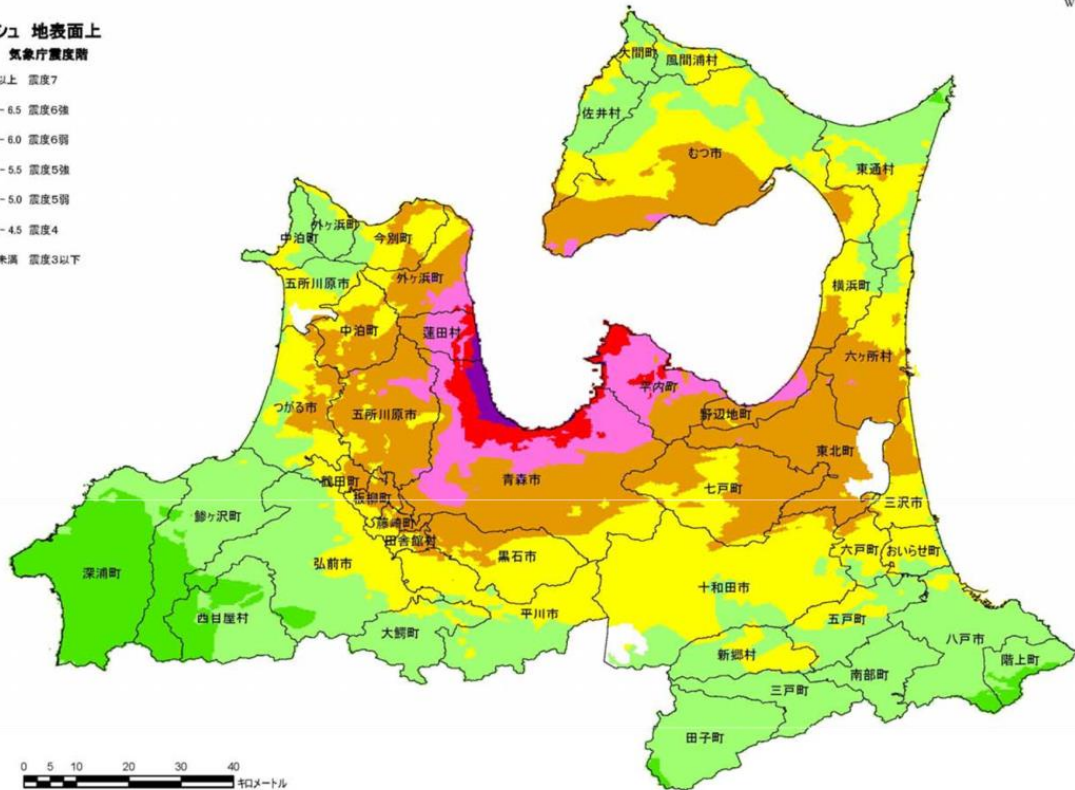 シュ 地表面上
気象庁震度階
以上 震度7
- 6.5 震度6強
- 6.0 震度6弱
- 5.5 震度5強
- 5.0 震度5弱
- 4.5 震度4
未満 震度3以下
W
大間町
風間浦村
佐井村
むつ市
東通村
外ヶ浜町
中泊町
今別町
五所川原市
外ヶ浜町
横浜町
中泊町
蓬田村
六ヶ所村
平内町
つがる市
五所川原市
野辺地町
東北町
青森市
鶴田町
七戸町
板柳町
三沢市
鰺ヶ沢町
藤崎町
田舎館村
黒石市
六戸町
おいらせ町
弘前市
深浦町
十和田市
平川市
五戸町
西目屋村
大鰐町
八戸市
新郷村
階上町
南部町
三戸町
田子町
0 5 10 20 30 40
キロメートル